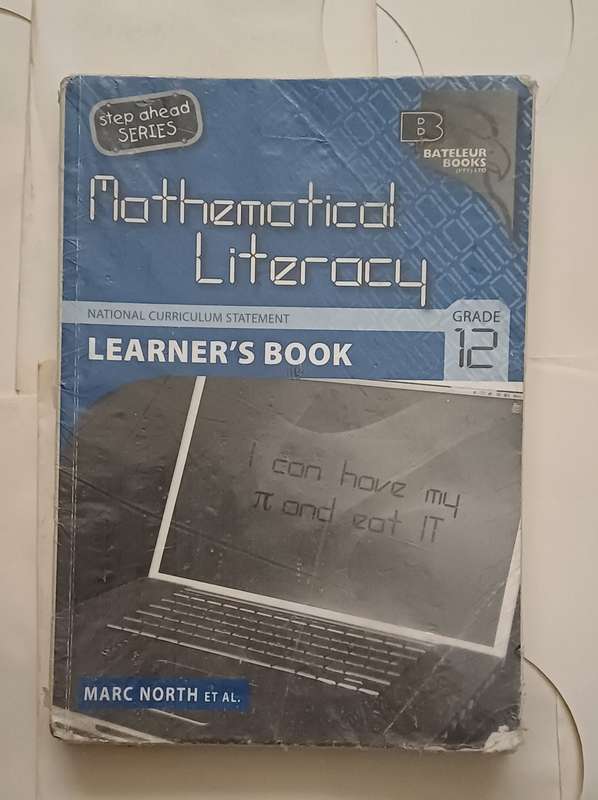 step ahead
SERIES
B
BATELEUR
BOOKS
(PTY) LTD
Mathematical
Literacy
NATIONAL CURRICULUM STATEMENT
GRADE
12
LEARNER'S BOOK
I can have my
π and eat IT
MARC NORTH ET AL.